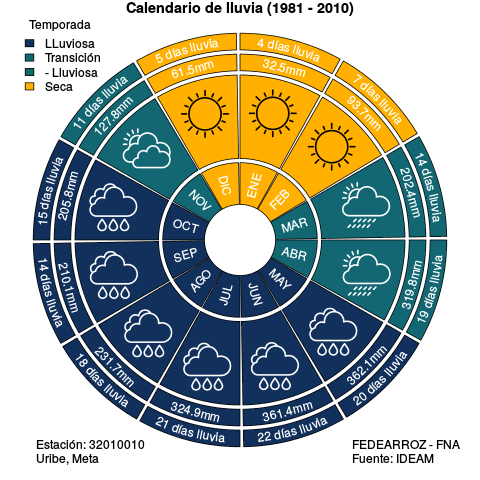 Calendario de lluvia (1981 - 2010)
Temporada
LLuviosa
Transición
- Lluviosa
Seca
4 días lluvia
32.5mm
ENE
7 días lluvia
93.7mm
FEB
14 días lluvia
202.4mm
MAR
19 días lluvia
319.8mm
ABR
20 días lluvia
362.1mm
MAY
22 días lluvia
361.4mm
JUN
21 días lluvia
324.9mm
JUL
18 días lluvia
231.7mm
AGO
14 días lluvia
210.1mm
SEP
15 días lluvia
205.8mm
OCT
11 días lluvia
127.8mm
NOV
5 días lluvia
61.5mm
DIC
Estación: 32010010
Uribe, Meta
FEDEARROZ - FNA
Fuente: IDEAM